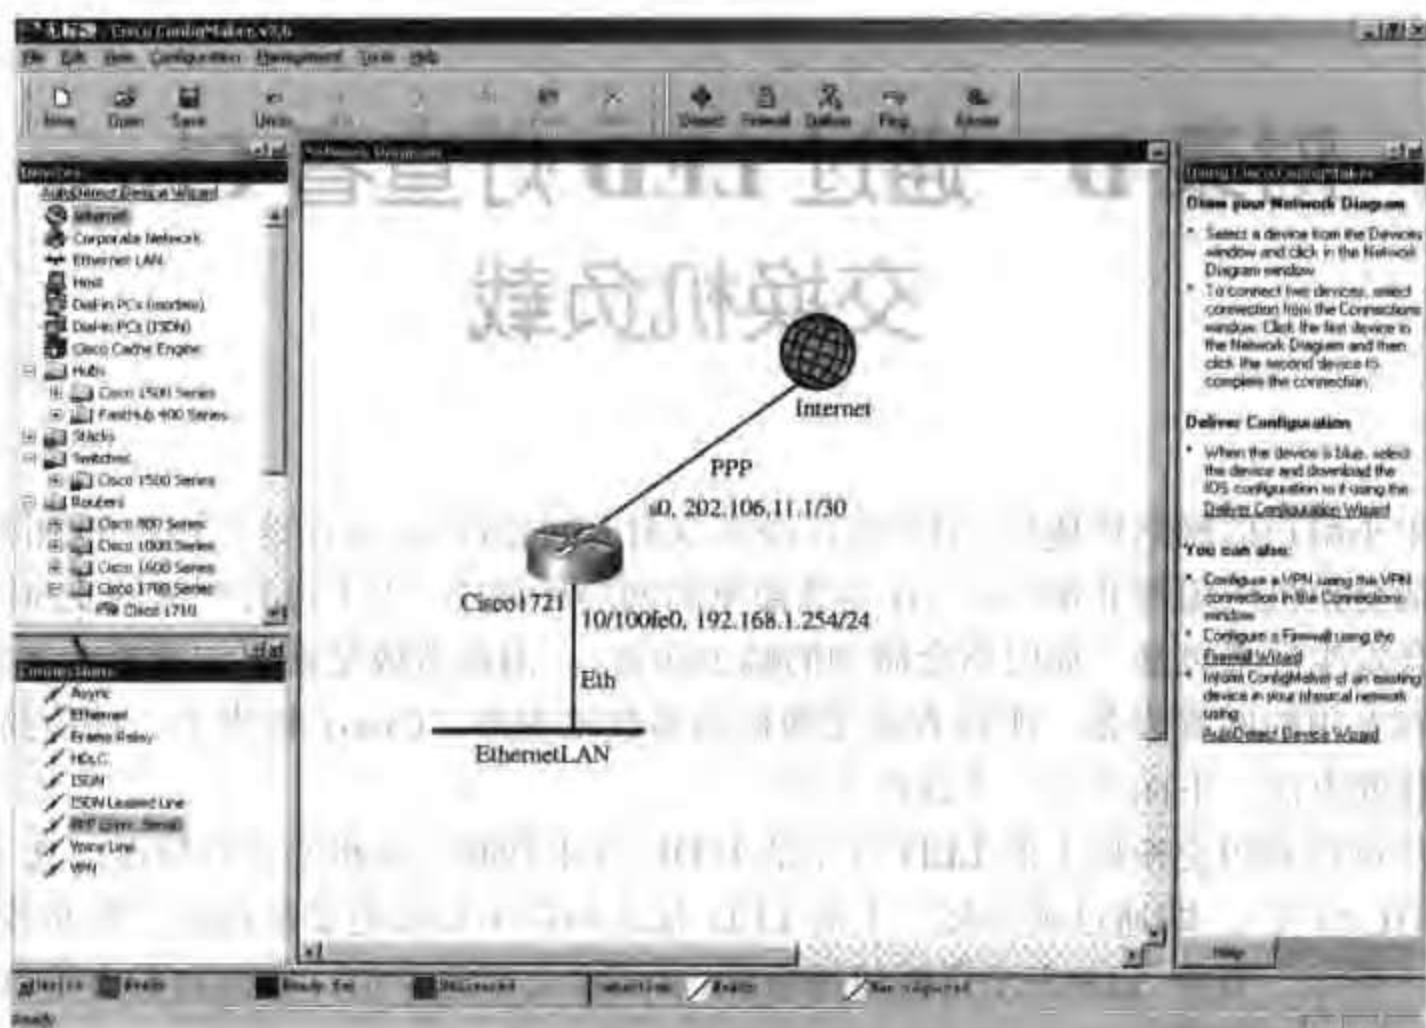 Cisco ConfigMaker v2.6
File Edit View Configuration Management Tools Help
New Open Save Undo
Network Diagram
Devices
AutoDetect Device Wizard
Internet
Corporate Network
Ethernet LAN
Host
Dial-in PCs (modem)
Dial-in PCs (ISDN)
Cisco Cache Engine
Hubs
Cisco 1500 Series
FastHub 400 Series
Stacks
Switches
Cisco 1500 Series
Routers
Cisco 800 Series
Cisco 1000 Series
Cisco 1600 Series
Cisco 1700 Series
Cisco 1710
Connections
Async
Ethernet
Frame Relay
HDLC
ISDN
ISDN Leased Line
PPP (Sync. Serial)
Voice Line
VPN
Internet
PPP
s0, 202.106.11.1/30
Cisco1721
10/100fe0, 192.168.1.254/24
Eth
EthernetLAN
Using Cisco ConfigMaker
Draw your Network Diagram
Select a device from the Devices
window and click in the Network
Diagram window
To connect two devices, select
connection from the Connections
window. Click the first device in
the Network Diagram and then
click the second device to
complete the connection.
Deliver Configuration
When the device is blue, select
the device and download the
IOS configuration to it using the
Deliver Configuration Wizard
You can also:
Configure a VPN using the VPN
connection in the Connections
window
Configure a Firewall using the
Firewall Wizard
Inform ConfigMaker of an existing
device in your physical network
using
AutoDetect Device Wizard
Help
Ready